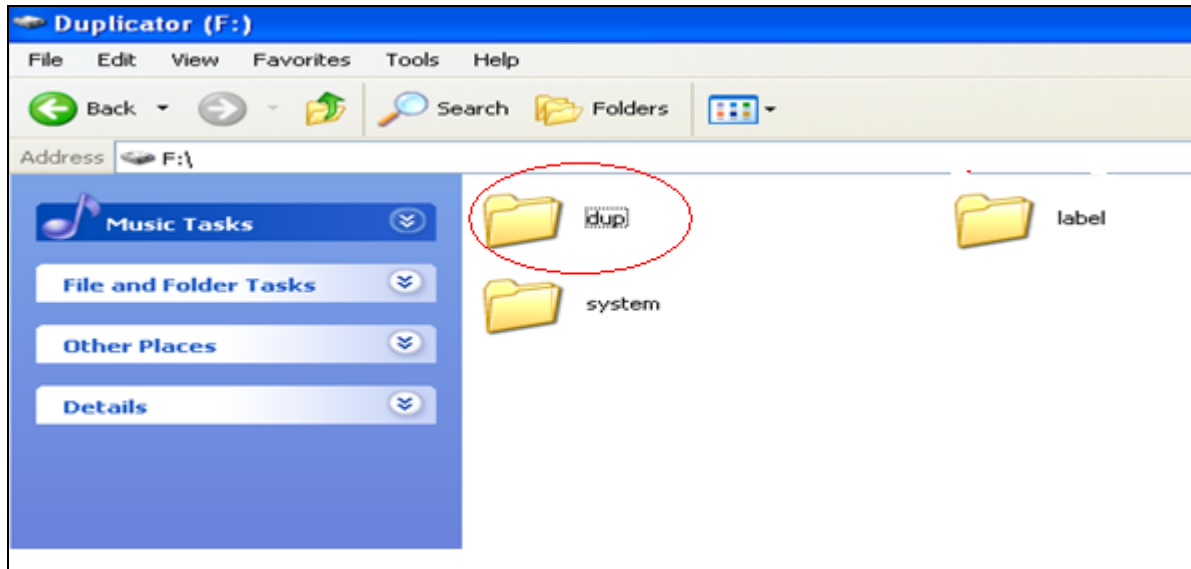 Duplicator (F:)
File Edit View Favorites Tools Help
Back Search Folders
Address F:\
Music Tasks
dup
label
File and Folder Tasks
system
Other Places
Details